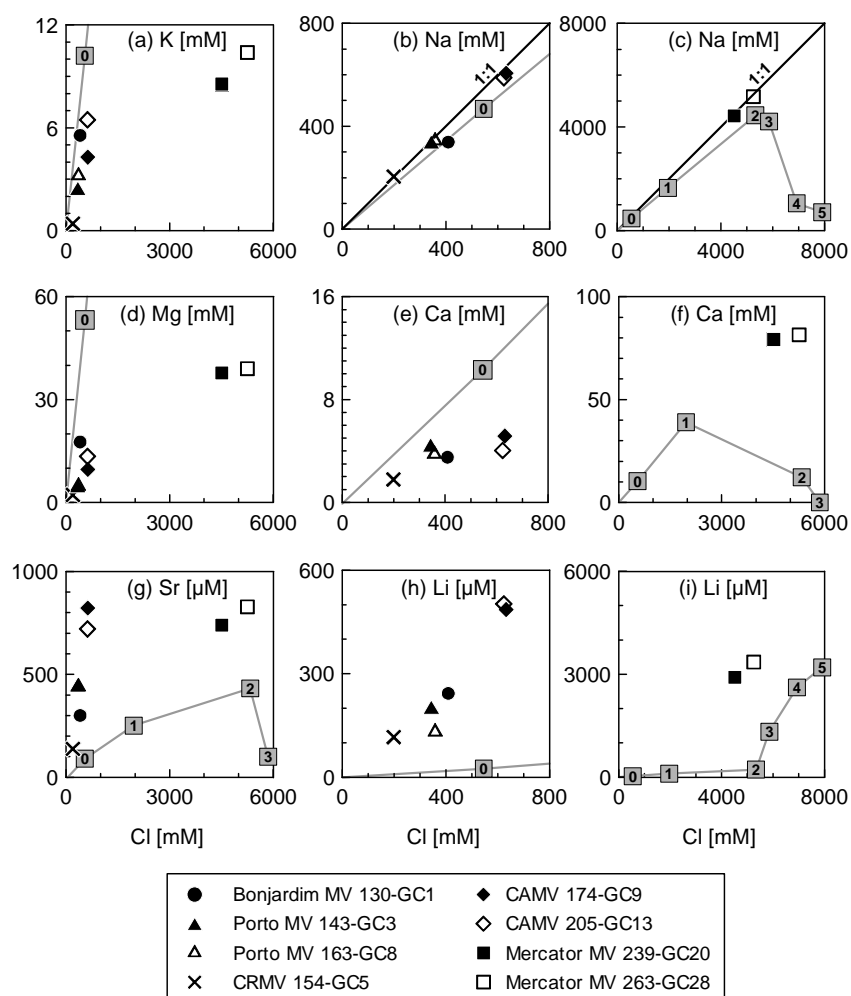 (a) K [mM]
12
6
0
0
0 3000 6000
(b) Na [mM]
800
400
0
1:1
0
0 400 800
(c) Na [mM]
8000
4000
0
1:1
0 1 2 3 4 5
0 4000 8000
(d) Mg [mM]
60
30
0
0
0 3000 6000
(e) Ca [mM]
16
8
0
0
0 400 800
(f) Ca [mM]
100
50
0
0 1 2 3
0 3000 6000
(g) Sr [µM]
1000
500
0
0 1 2 3
0 3000 6000
Cl [mM]
(h) Li [µM]
600
300
0
0
0 400 800
Cl [mM]
(i) Li [µM]
6000
3000
0
0 1 2 3 4 5
0 4000 8000
Cl [mM]
Bonjardim MV 130-GC1
Porto MV 143-GC3
Porto MV 163-GC8
CRMV 154-GC5
CAMV 174-GC9
CAMV 205-GC13
Mercator MV 239-GC20
Mercator MV 263-GC28